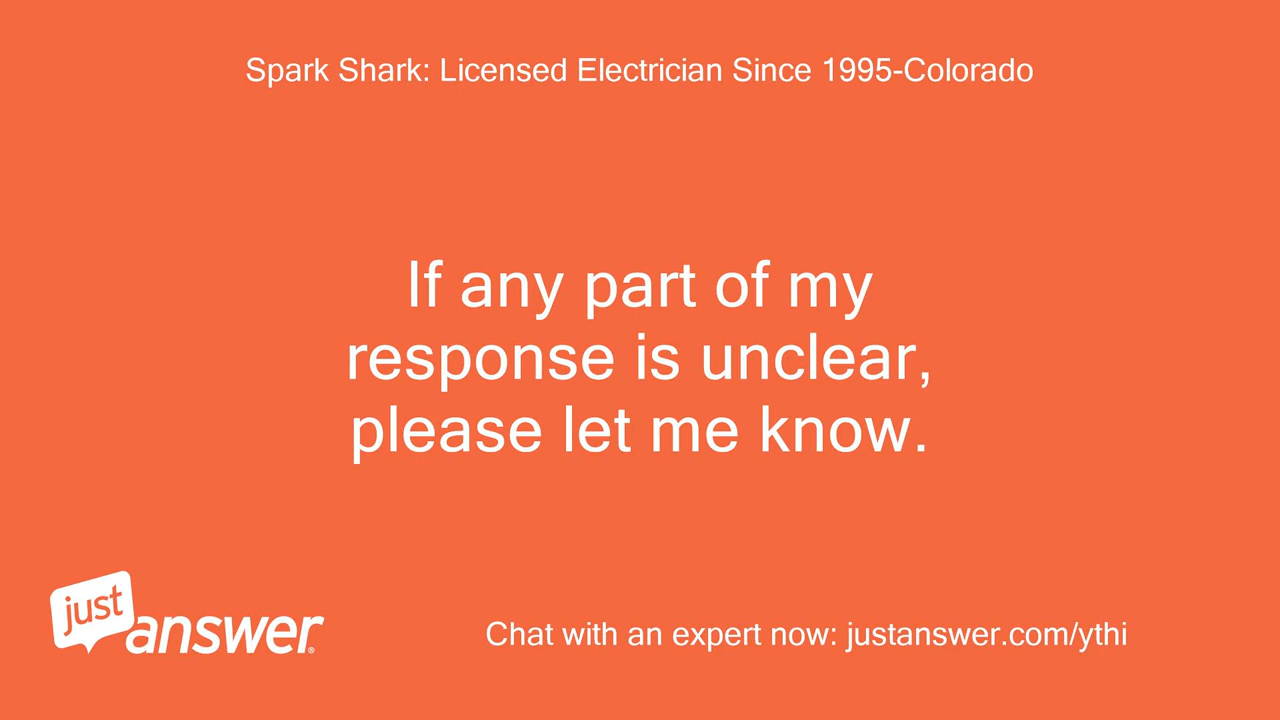 Spark Shark: Licensed Electrician Since 1995-Colorado
If any part of my
response is unclear,
please let me know.
just
answer®
Chat with an expert now: justanswer.com/ythi